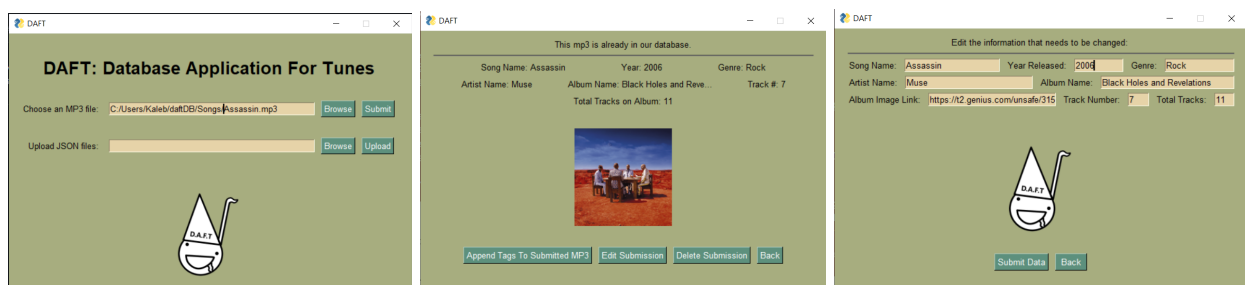 DAFT
DAFT: Database Application For Tunes
Choose an MP3 file: C:/Users/Kaleb/daftDB/Songs/Assassin.mp3 Browse Submit
Upload JSON files: Browse Upload
D.A.F.T
DAFT
This mp3 is already in our database.
Song Name: Assassin Year: 2006 Genre: Rock
Artist Name: Muse Album Name: Black Holes and Reve... Track #: 7
Total Tracks on Album: 11
Append Tags To Submitted MP3 Edit Submission Delete Submission Back
DAFT
Edit the information that needs to be changed:
Song Name: Assassin Year Released: 2006 Genre: Rock
Artist Name: Muse Album Name: Black Holes and Revelations
Album Image Link: https://t2.genius.com/unsafe/315 Track Number: 7 Total Tracks: 11
D.A.F.T
Submit Data Back